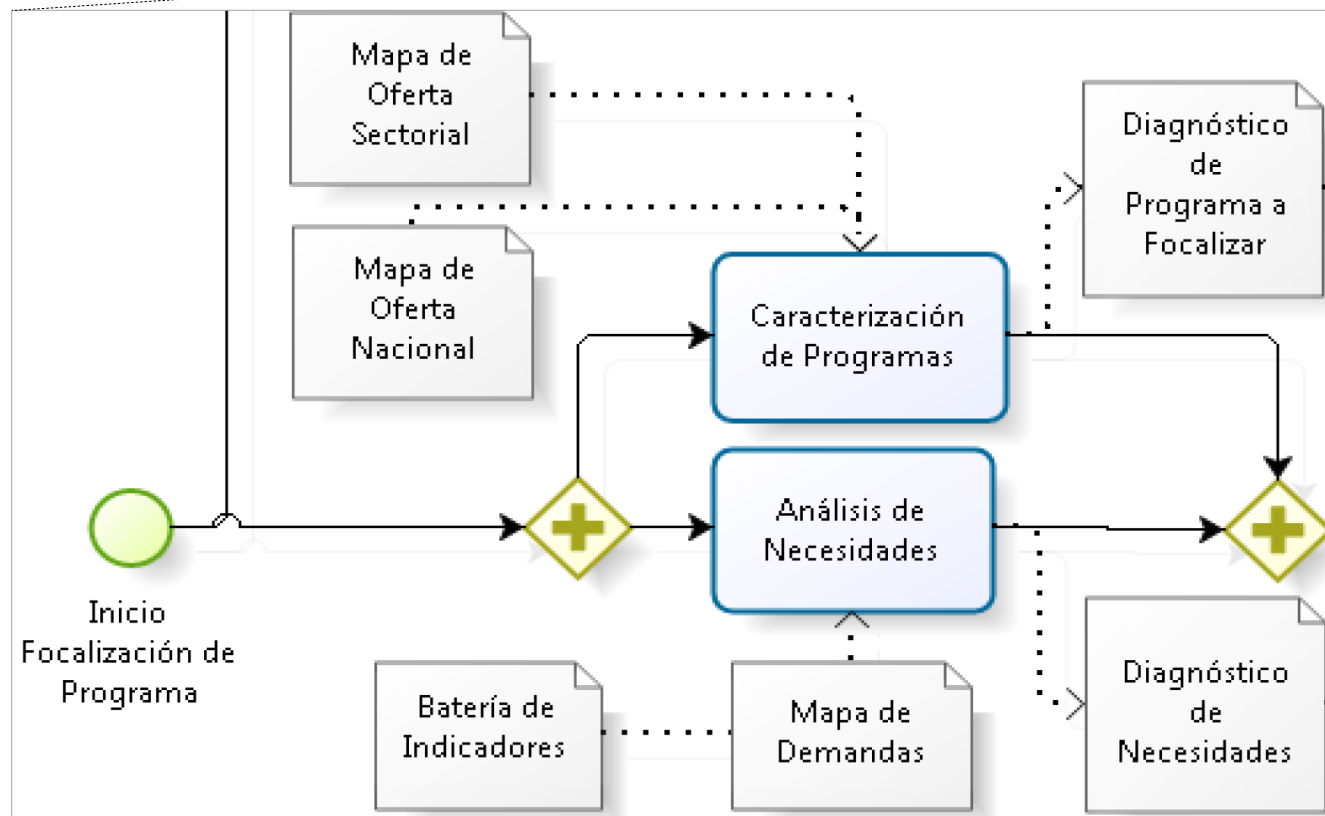 Mapa de
Oferta
Sectorial
Diagnóstico
de
Programa a
Focalizar
Mapa de
Oferta
Nacional
Caracterización
de Programas
Análisis de
Necesidades
Inicio
Focalización de
Programa
Batería de
Indicadores
Mapa de
Demandas
Diagnóstico
de
Necesidades